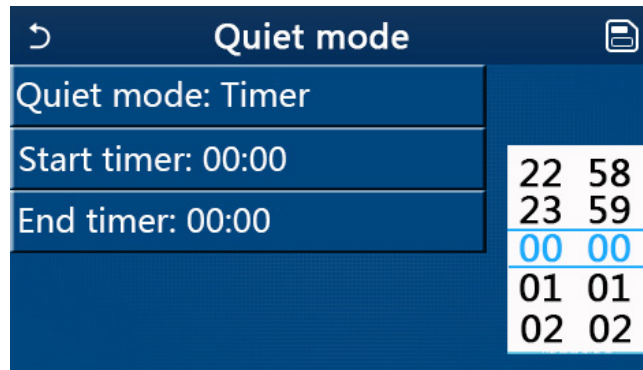 Quiet mode
Quiet mode: Timer
Start timer: 00:00
End timer: 00:00
22 58
23 59
00 00
01 01
02 02